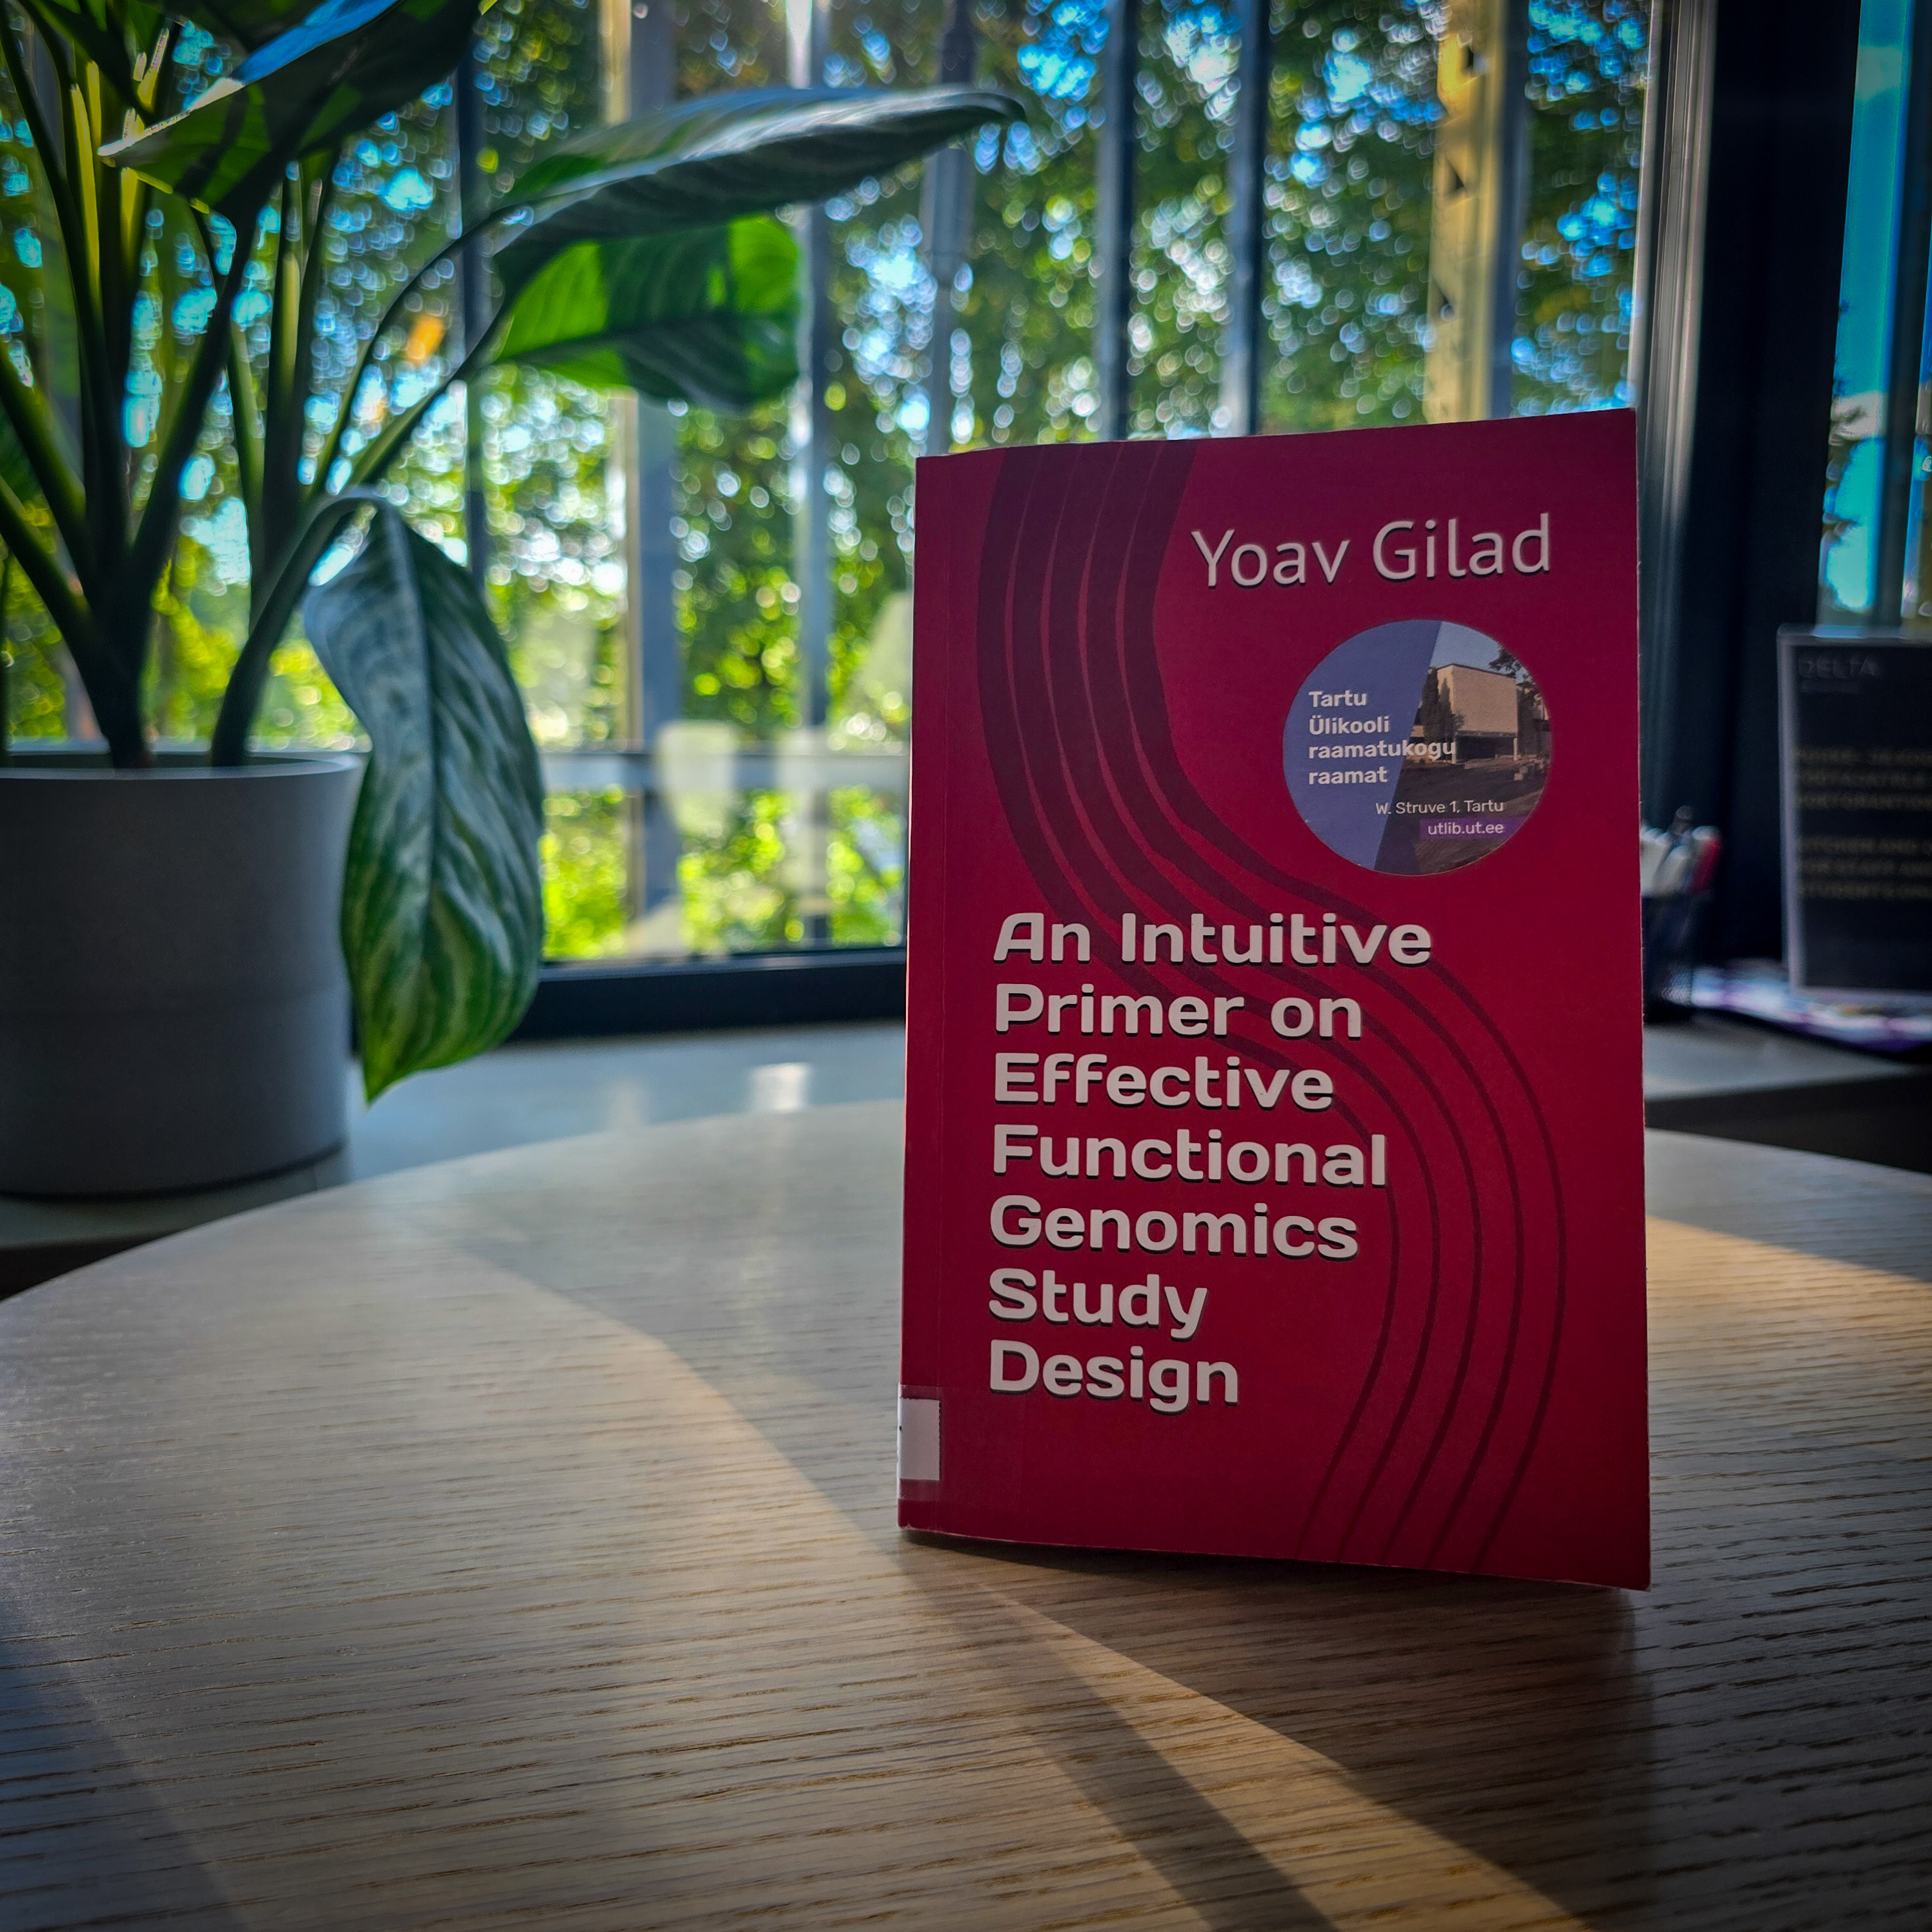 Yoav Gilad
Tartu
Ülikooli
raamatukogu
raamat
W. Struve 1, Tartu
utlib.ut.ee
An Intuitive
Primer on
Effective
Functional
Genomics
Study
Design
DELTA